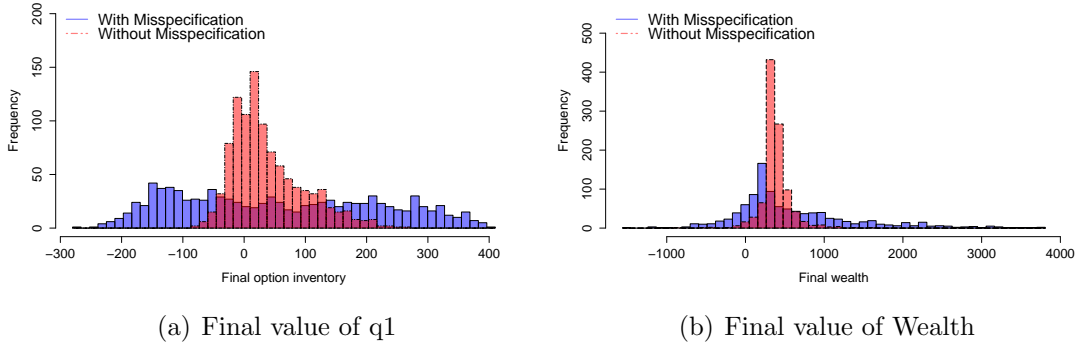 With Misspecification
Without Misspecification
Frequency
0 50 100 150 200
−300 −200 −100 0 100 200 300 400
Final option inventory
(a) Final value of q1
With Misspecification
Without Misspecification
Frequency
0 100 200 300 400 500
−1000 0 1000 2000 3000 4000
Final wealth
(b) Final value of Wealth